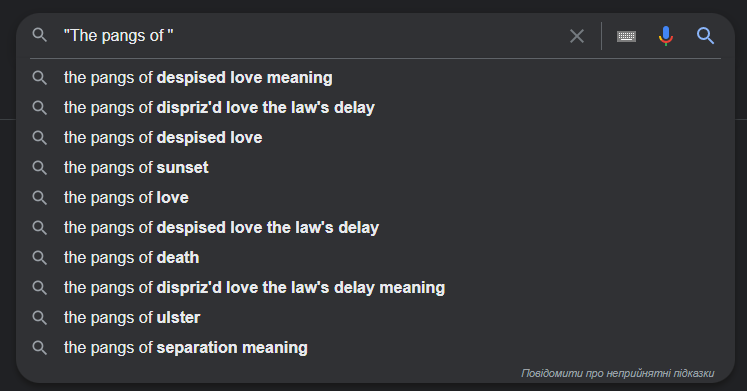 "The pangs of "
the pangs of despised love meaning
the pangs of dispriz'd love the law's delay
the pangs of despised love
the pangs of sunset
the pangs of love
the pangs of despised love the law's delay
the pangs of death
the pangs of dispriz'd love the law's delay meaning
the pangs of ulster
the pangs of separation meaning
Повідомити про неприйнятні підказки